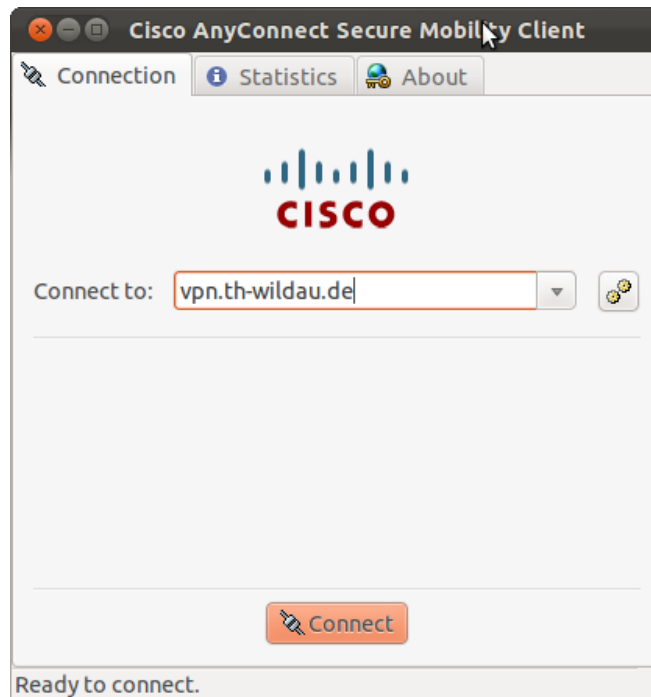 Cisco AnyConnect Secure Mobility Client
Connection Statistics About
CISCO
Connect to: vpn.th-wildau.de
Connect
Ready to connect.